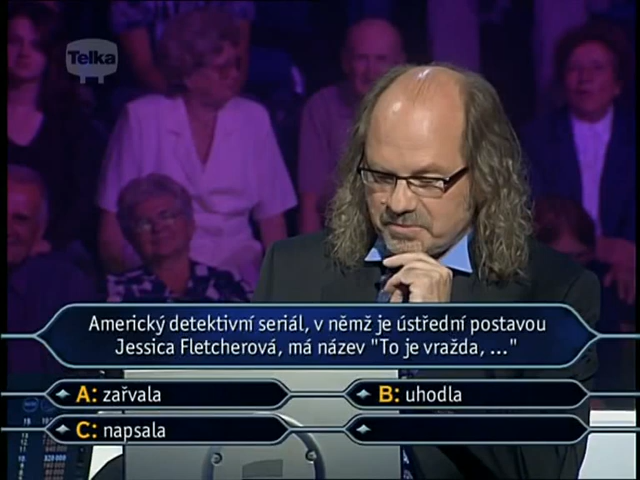 Telka
Americký detektivní seriál, v němž je ústřední postavou
Jessica Fletcherová, má název "To je vražda, ..."
A: zařvala
B: uhodla
C: napsala